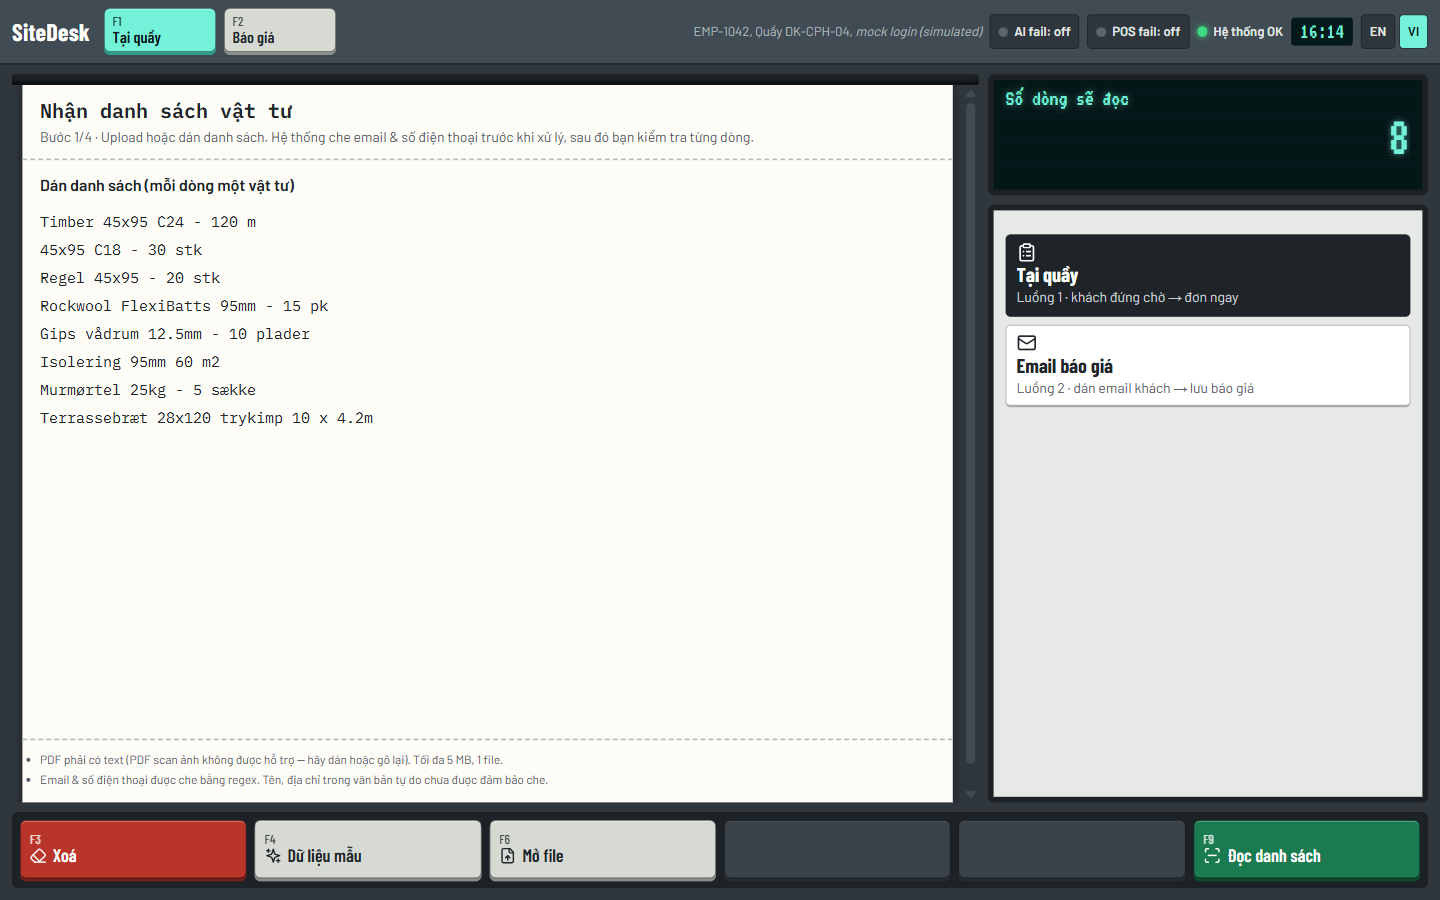 SiteDesk
F1
Tại quầy
F2
Báo giá
EMP-1042, Quầy DK-CPH-04, mock login (simulated)
AI fail: off
POS fail: off
Hệ thống OK
16:14
EN
VI
Nhận danh sách vật tư
Bước 1/4 · Upload hoặc dán danh sách. Hệ thống che email & số điện thoại trước khi xử lý, sau đó bạn kiểm tra từng dòng.
Dán danh sách (mỗi dòng một vật tư)
Timber 45x95 C24 - 120 m
45x95 C18 - 30 stk
Regel 45x95 - 20 stk
Rockwool FlexiBatts 95mm - 15 pk
Gips vådrum 12.5mm - 10 plader
Isolering 95mm 60 m2
Murmørtel 25kg - 5 sække
Terrassebræt 28x120 trykimp 10 x 4.2m
PDF phải có text (PDF scan ảnh không được hỗ trợ — hãy dán hoặc gõ lại). Tối đa 5 MB, 1 file.
Email & số điện thoại được che bằng regex. Tên, địa chỉ trong văn bản tự do chưa được đảm bảo che.
Số dòng sẽ đọc
8
Tại quầy
Luồng 1 · khách đứng chờ → đơn ngay
Email báo giá
Luồng 2 · dán email khách → lưu báo giá
F3
Xoá
F4
Dữ liệu mẫu
F6
Mở file
F9
Đọc danh sách